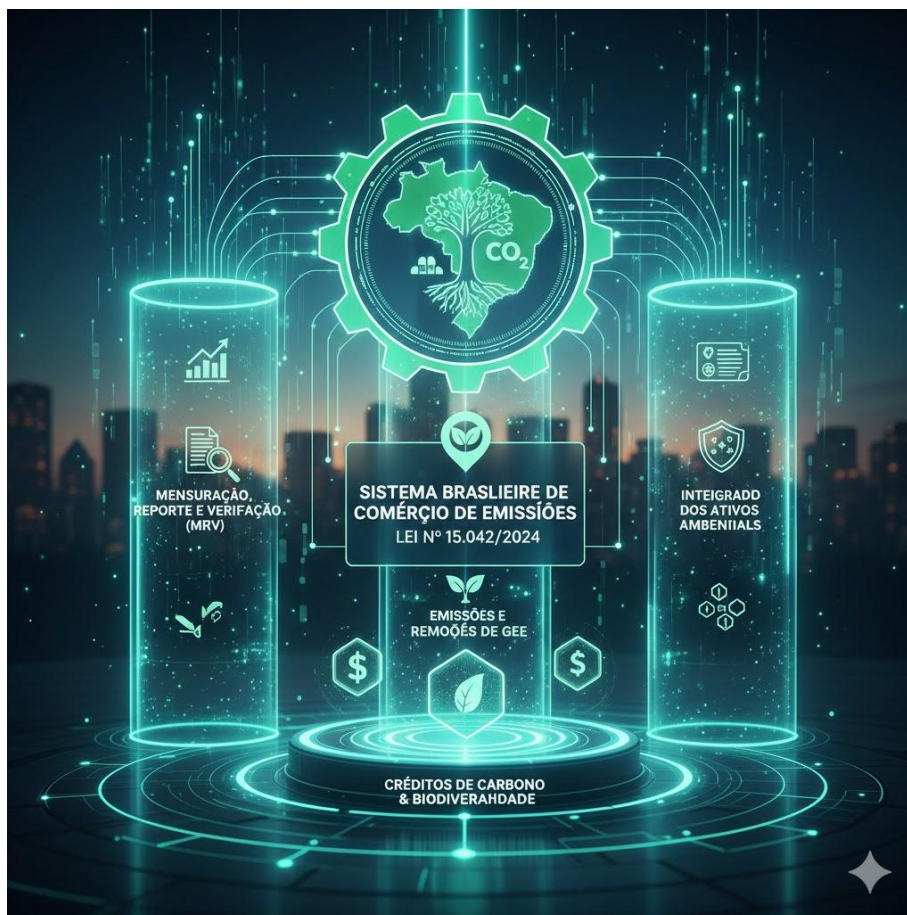 CO₂
MENSURAÇÃO,
REPORTE E VERIFAÇÃO
(MRV)
SISTEMA BRASLIEIRE DE
COMÉRCIO DE EMISSÍÕES
LEI Nº 15.042/2024
INTEIGRADD
DOS ATIVOS
AMBENIIALS
EMISSÕES E
REMOÇÕES DE GEE
$
$
CRÉDITOS DE CARBONO
& BIODIVERAHDADE